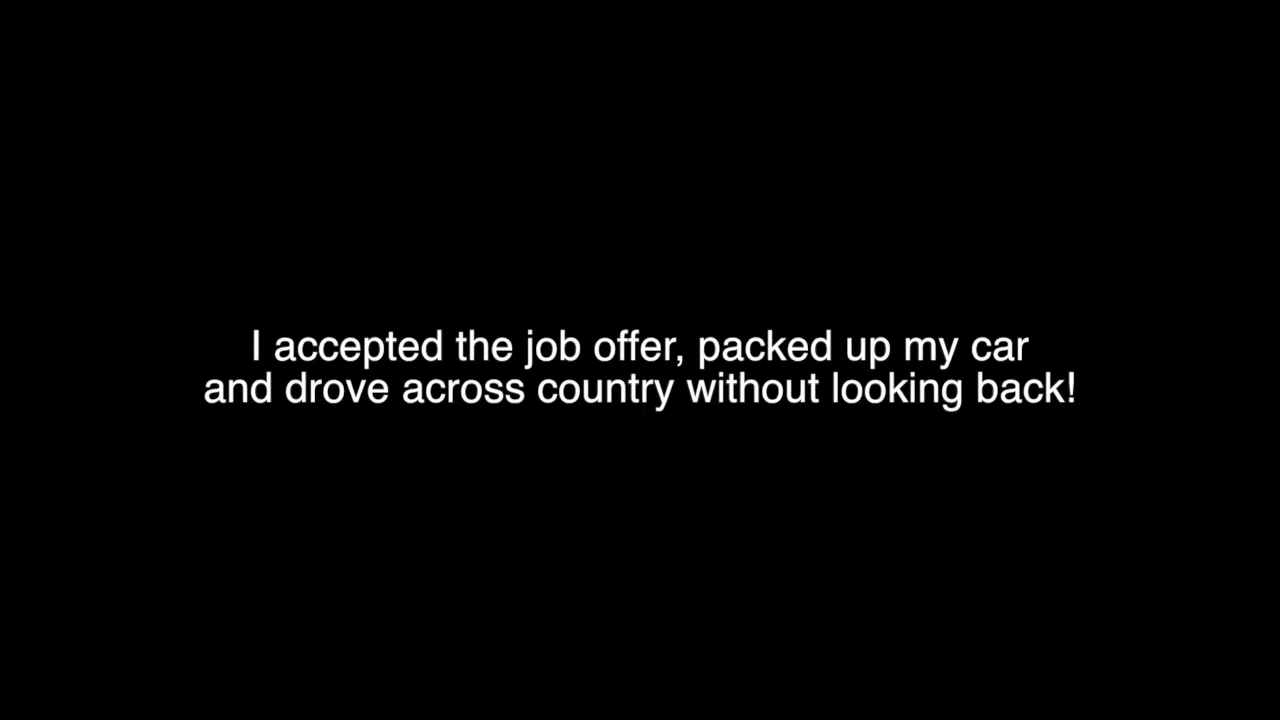 I accepted the job offer, packed up my car
and drove across country without looking back!